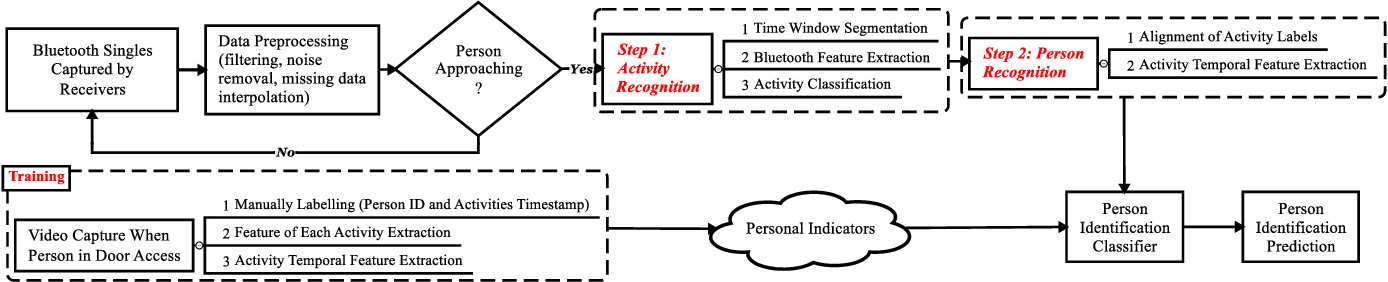 Bluetooth Singles
Captured by
Receivers
Data Preprocessing
(filtering, noise
removal, missing data
interpolation)
Person
Approaching
?
Yes
No
Step 1:
Activity
Recognition
1 Time Window Segmentation
2 Bluetooth Feature Extraction
3 Activity Classification
Step 2: Person
Recognition
1 Alignment of Activity Labels
2 Activity Temporal Feature Extraction
Training
Video Capture When
Person in Door Access
1 Manually Labelling (Person ID and Activities Timestamp)
2 Feature of Each Activity Extraction
3 Activity Temporal Feature Extraction
Personal Indicators
Person
Identification
Classifier
Person
Identification
Prediction